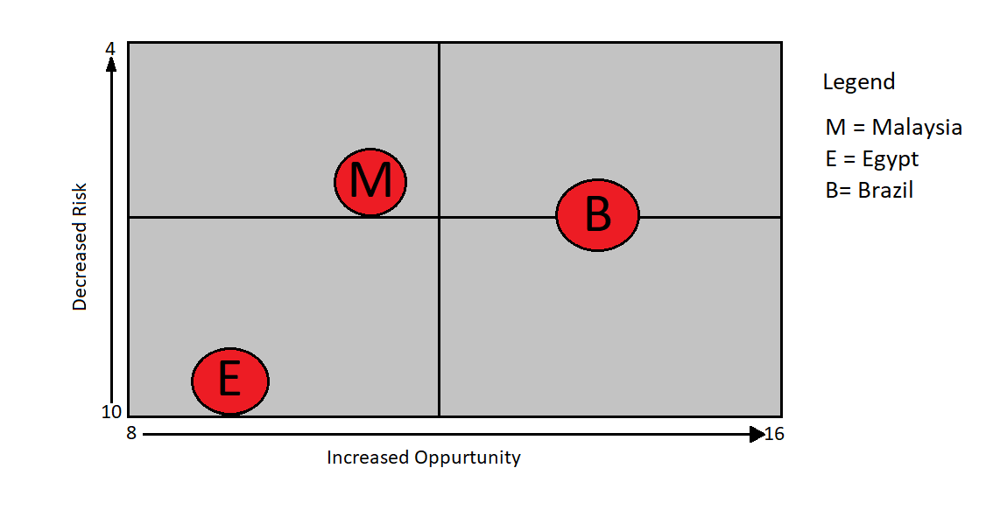 4
Legend
M = Malaysia
E = Egypt
B= Brazil
M
B
Decreased Risk
E
10
8
16
Increased Oppurtunity